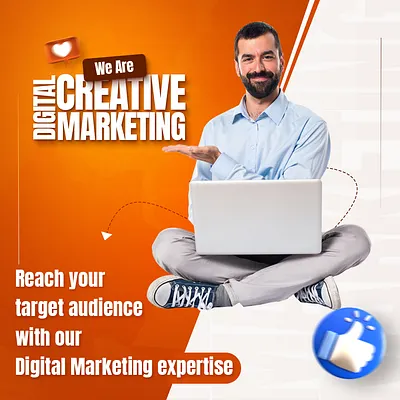 We Are
DIGITAL
CREATIVE
MARKETING
Reach your
target audience
with our
Digital Marketing expertise